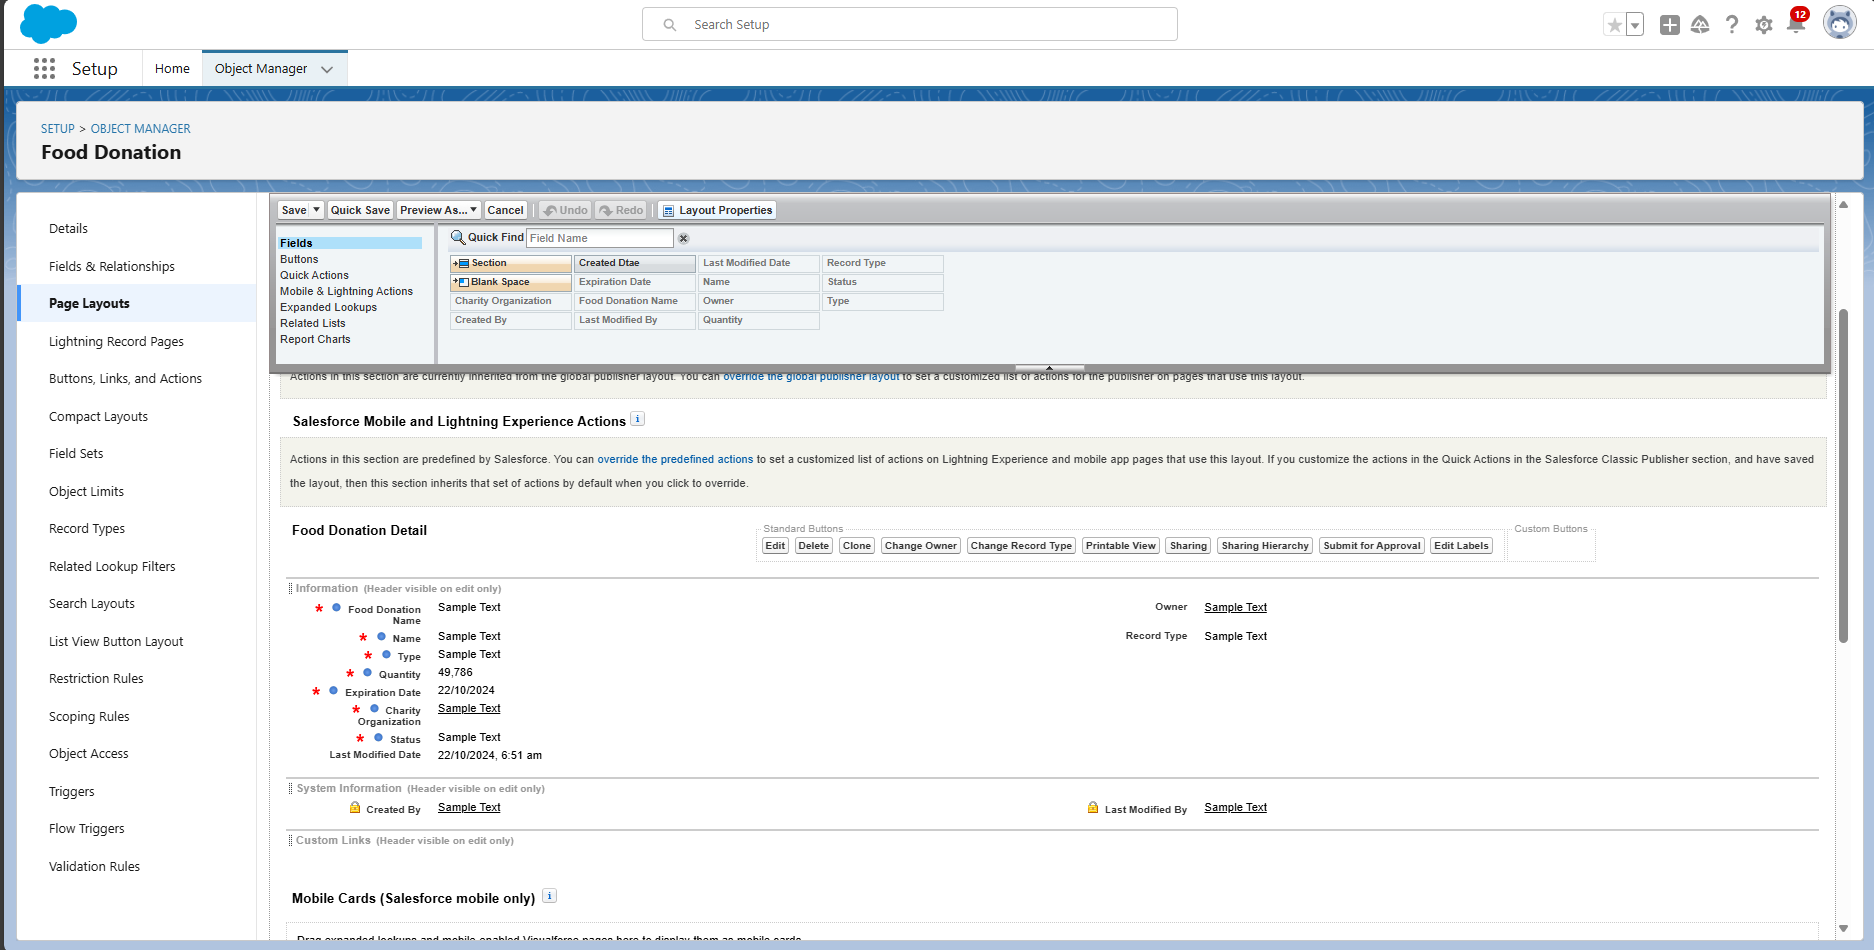 Search Setup
12
Setup
Home
Object Manager
SETUP > OBJECT MANAGER
Food Donation
Details
Fields & Relationships
Page Layouts
Lightning Record Pages
Buttons, Links, and Actions
Compact Layouts
Field Sets
Object Limits
Record Types
Related Lookup Filters
Search Layouts
List View Button Layout
Restriction Rules
Scoping Rules
Object Access
Triggers
Flow Triggers
Validation Rules
Save Quick Save Preview As... Cancel Undo Redo Layout Properties
Fields
Buttons
Quick Actions
Mobile & Lightning Actions
Expanded Lookups
Related Lists
Report Charts
Quick Find Field Name
Section Created Dtae Last Modified Date Record Type
Blank Space Expiration Date Name Status
Charity Organization Food Donation Name Owner Type
Created By Last Modified By Quantity
Actions in this section are currently inherited from the global publisher layout. You can override the global publisher layout to set a customized list of actions for the publisher on pages that use this layout.
Salesforce Mobile and Lightning Experience Actions i
Actions in this section are predefined by Salesforce. You can override the predefined actions to set a customized list of actions on Lightning Experience and mobile app pages that use this layout. If you customize the actions in the Quick Actions in the Salesforce Classic Publisher section, and have saved
the layout, then this section inherits that set of actions by default when you click to override.
Food Donation Detail
Standard Buttons
Edit Delete Clone Change Owner Change Record Type Printable View Sharing Sharing Hierarchy Submit for Approval Edit Labels
Custom Buttons
Information (Header visible on edit only)
* Food Donation Name Sample Text
Owner Sample Text
* Name Sample Text
Record Type Sample Text
* Type Sample Text
* Quantity 49,786
* Expiration Date 22/10/2024
* Charity Organization Sample Text
* Status Sample Text
Last Modified Date 22/10/2024, 6:51 am
System Information (Header visible on edit only)
Created By Sample Text
Last Modified By Sample Text
Custom Links (Header visible on edit only)
Mobile Cards (Salesforce mobile only) i
Drag expanded lookups and mobile-enabled Visualforce pages here to display them as mobile cards.